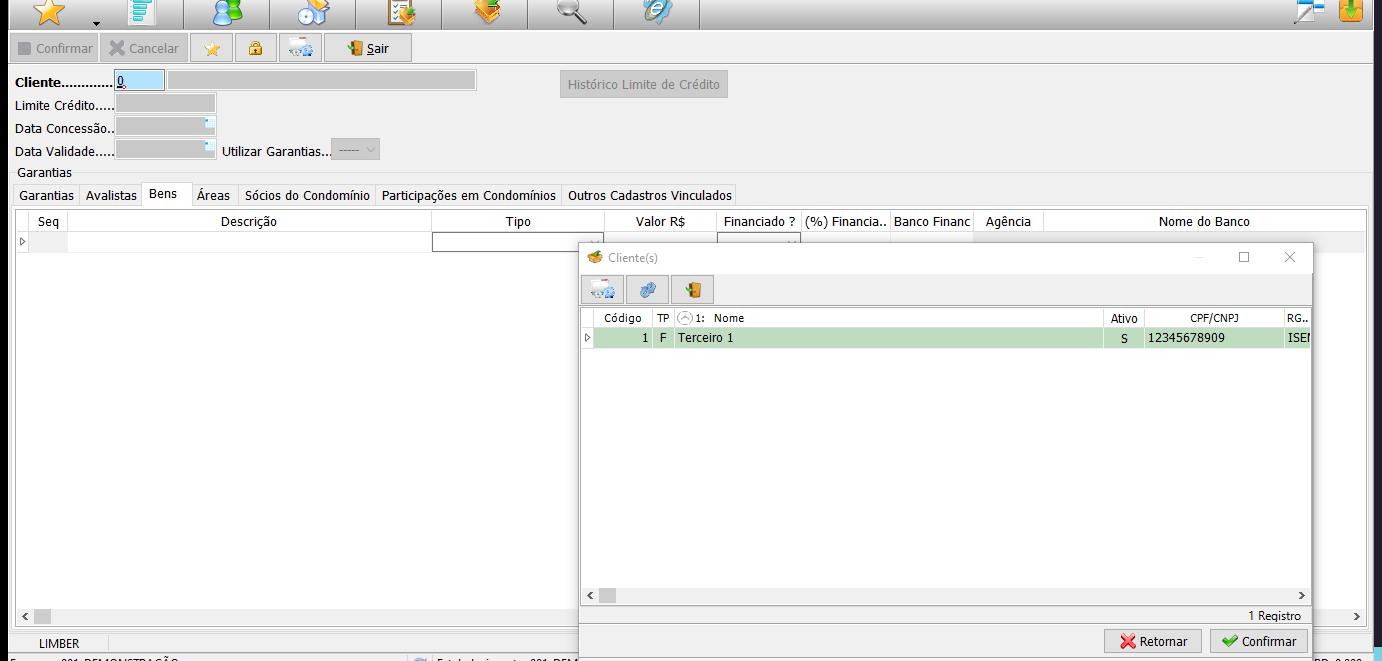 Confirmar Cancelar Sair
Cliente............. 0
Histórico Limite de Crédito
Limite Crédito.....
Data Concessão..
Data Validade..... Utilizar Garantias... -----
Garantias
Garantias Avalistas Bens Áreas Sócios do Condomínio Participações em Condomínios Outros Cadastros Vinculados
Seq Descrição Tipo Valor R$ Financiado ? (%) Financia.. Banco Financ Agência Nome do Banco
Cliente(s)
Código TP 1: Nome Ativo CPF/CNPJ RG..
1 F Terceiro 1 S 12345678909 ISEN
1 Registro
Retornar Confirmar
LIMBER